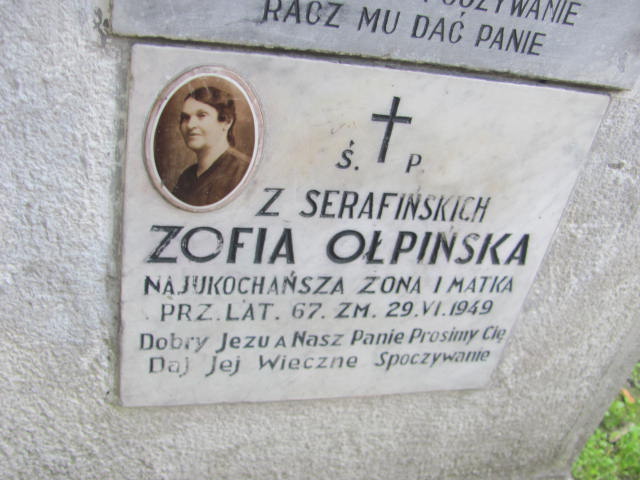 SPOCZYWANIE
RACZ MU DAĆ PANIE
Ś. P.
Z SERAFIŃSKICH
ZOFIA OŁPIŃSKA
NAJUKOCHAŃSZA ŻONA I MATKA
PRZ. LAT. 67. ZM. 29.VI.1949
Dobry Jezu a Nasz Panie Prosimy Cię
Daj Jej Wieczne Spoczywanie